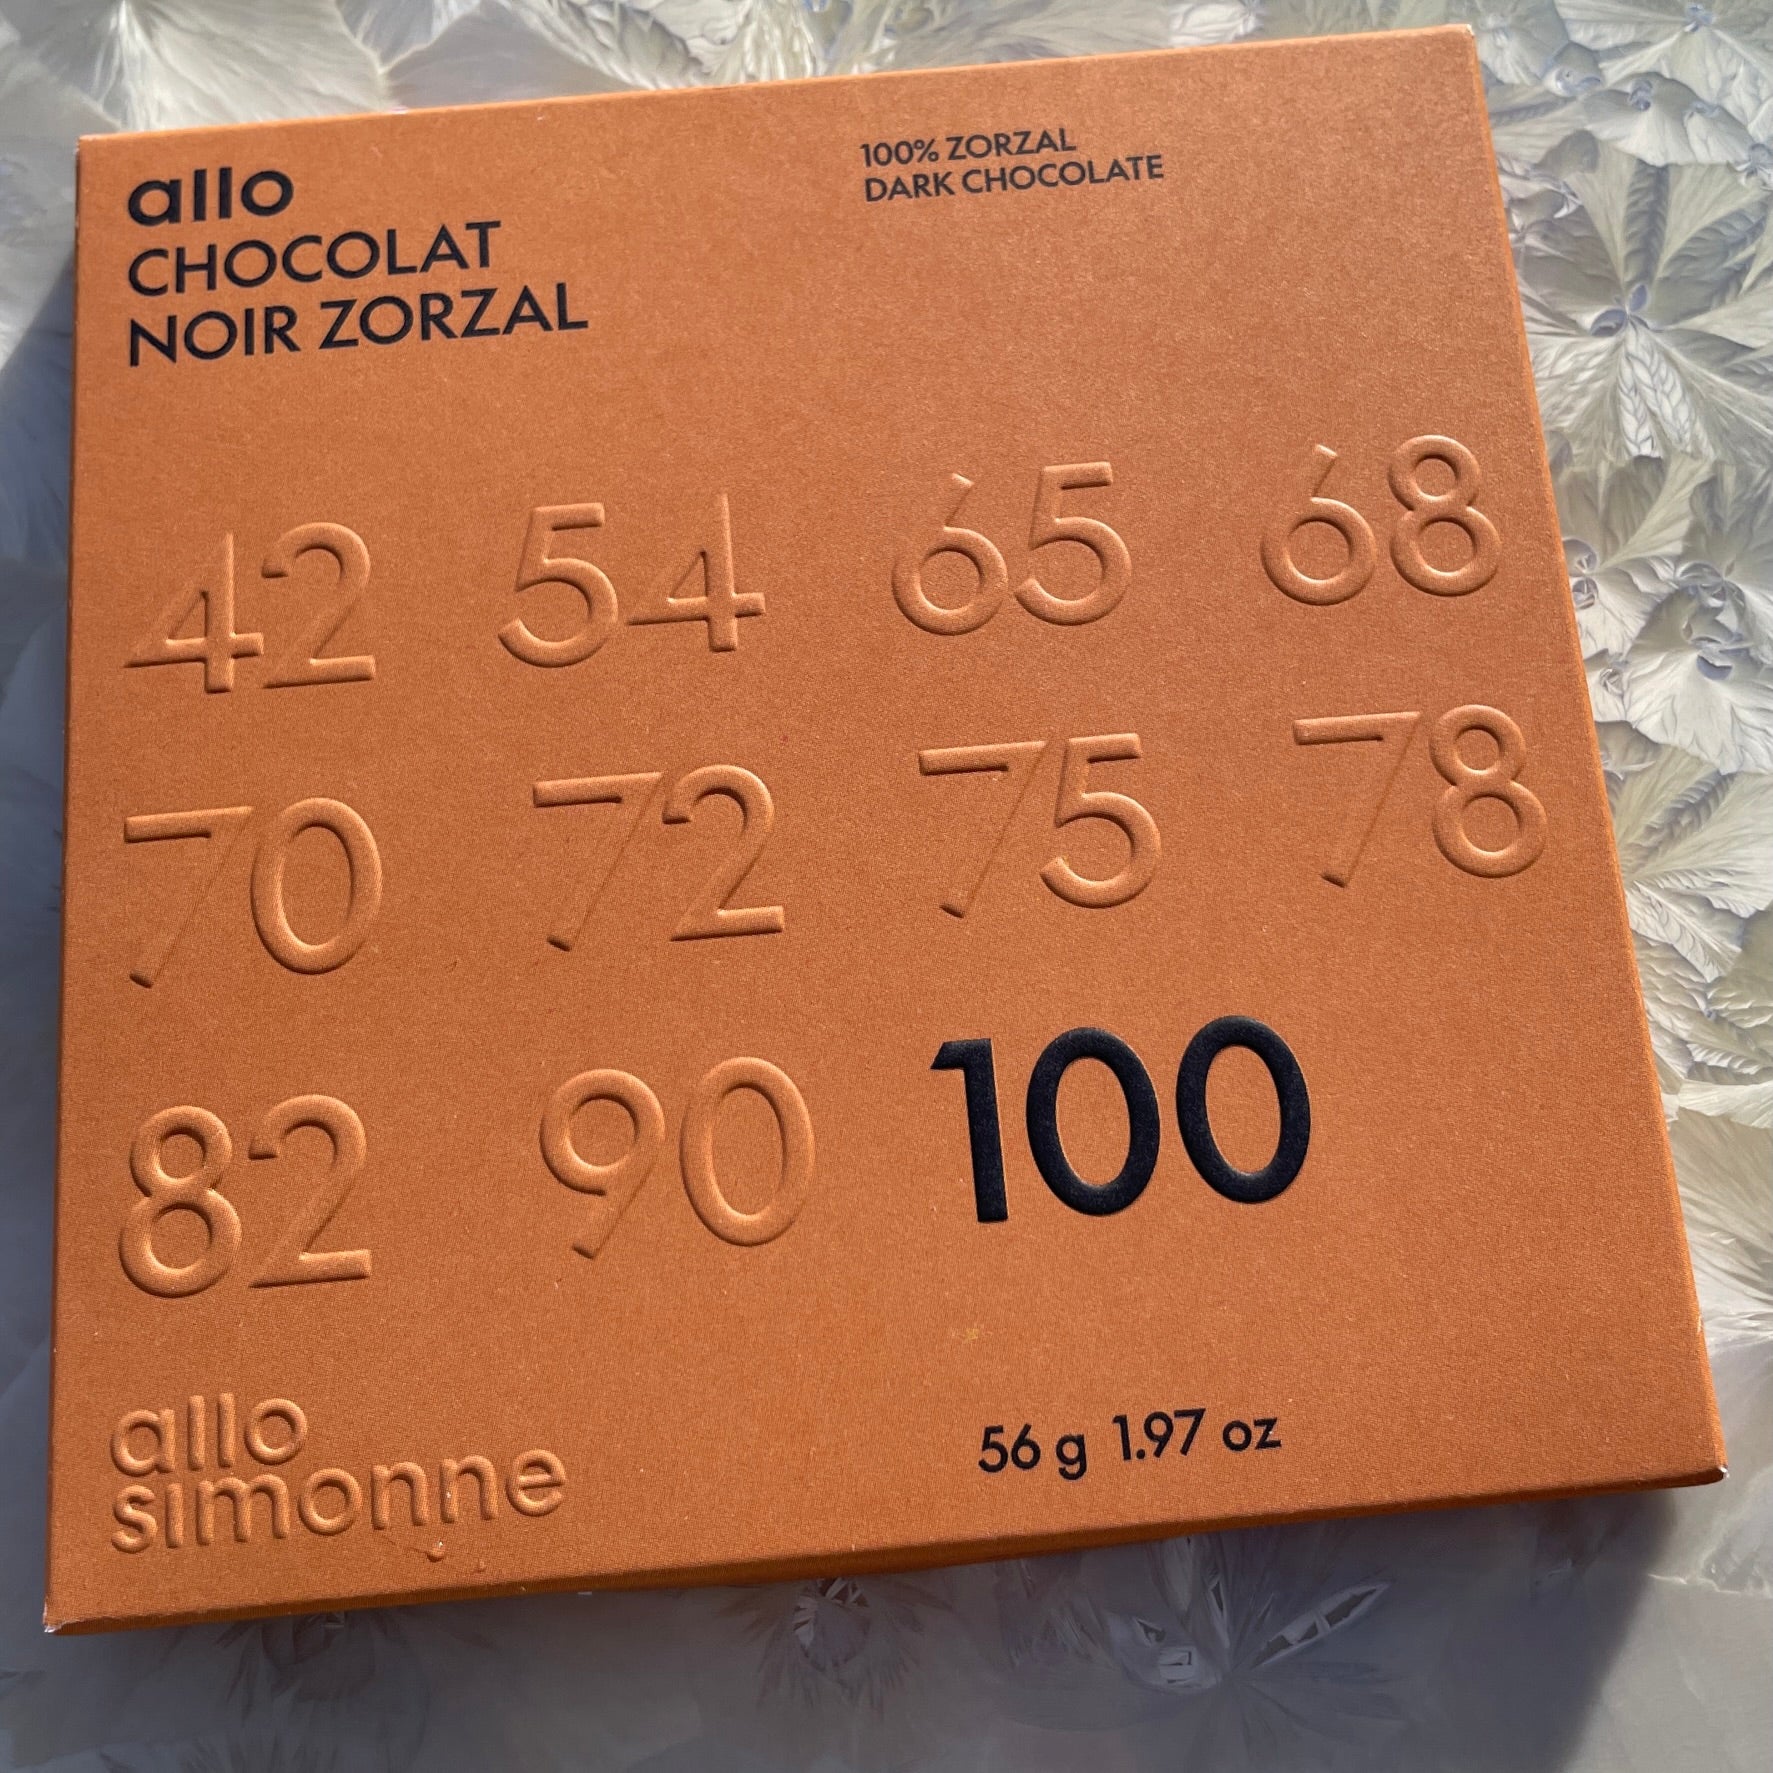 allo
CHOCOLAT
NOIR ZORZAL
100% ZORZAL
DARK CHOCOLATE
42 54 65 68
70 72 75 78
82 90 100
allo
simonne
56 g 1.97 oz